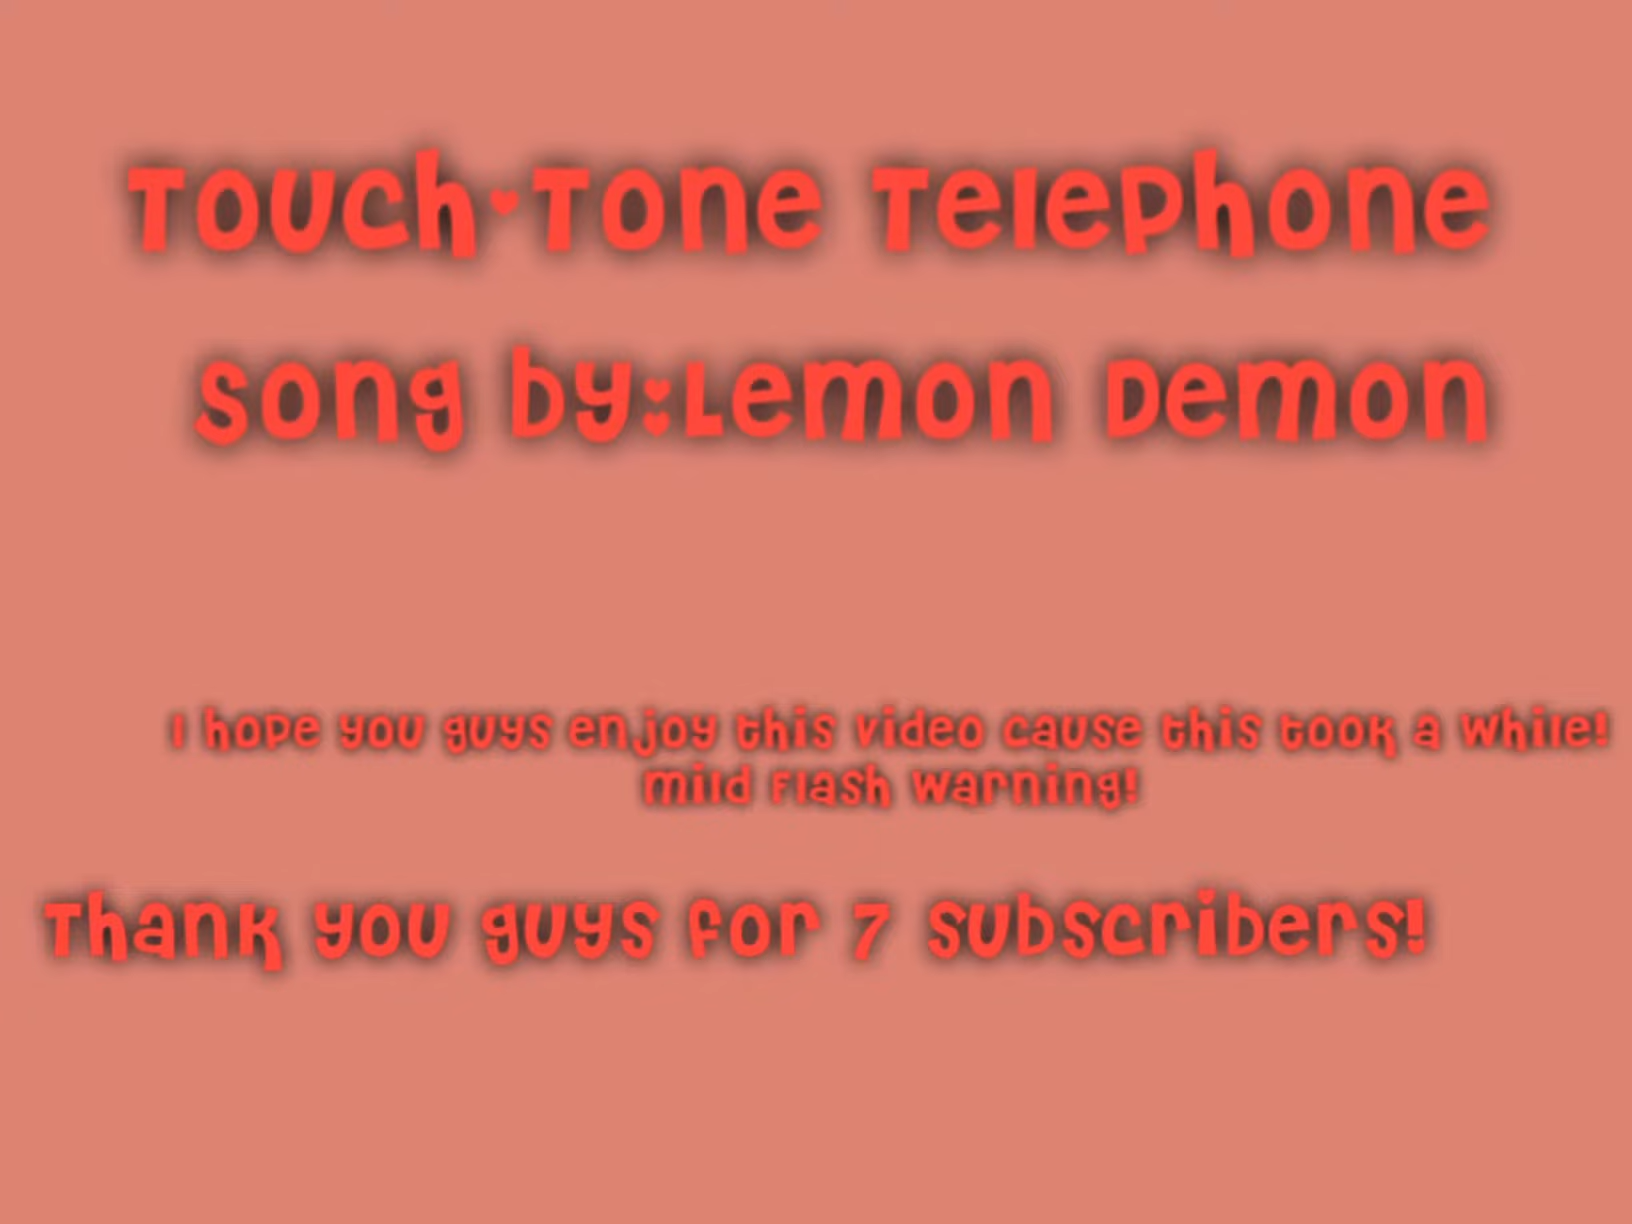 Touch-Tone Telephone
song by:Lemon Demon
I hope you guys enjoy this video cause this took a while!
mild flash warning!
Thank you guys for 7 subscribers!